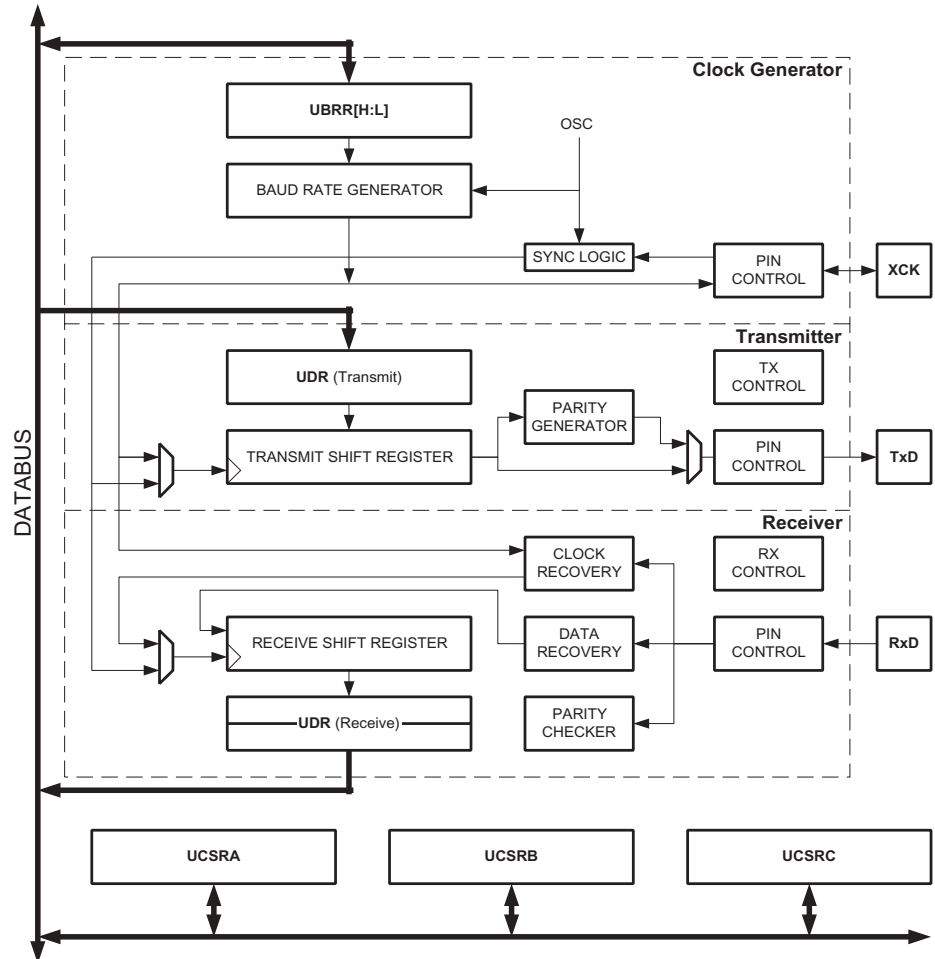 Clock Generator
UBRR[H:L]
OSC
BAUD RATE GENERATOR
SYNC LOGIC
PIN
CONTROL
XCK
Transmitter
UDR (Transmit)
TX
CONTROL
PARITY
GENERATOR
TRANSMIT SHIFT REGISTER
PIN
CONTROL
TxD
DATABUS
Receiver
CLOCK
RECOVERY
RX
CONTROL
RECEIVE SHIFT REGISTER
DATA
RECOVERY
PIN
CONTROL
RxD
UDR (Receive)
PARITY
CHECKER
UCSRA
UCSRB
UCSRC